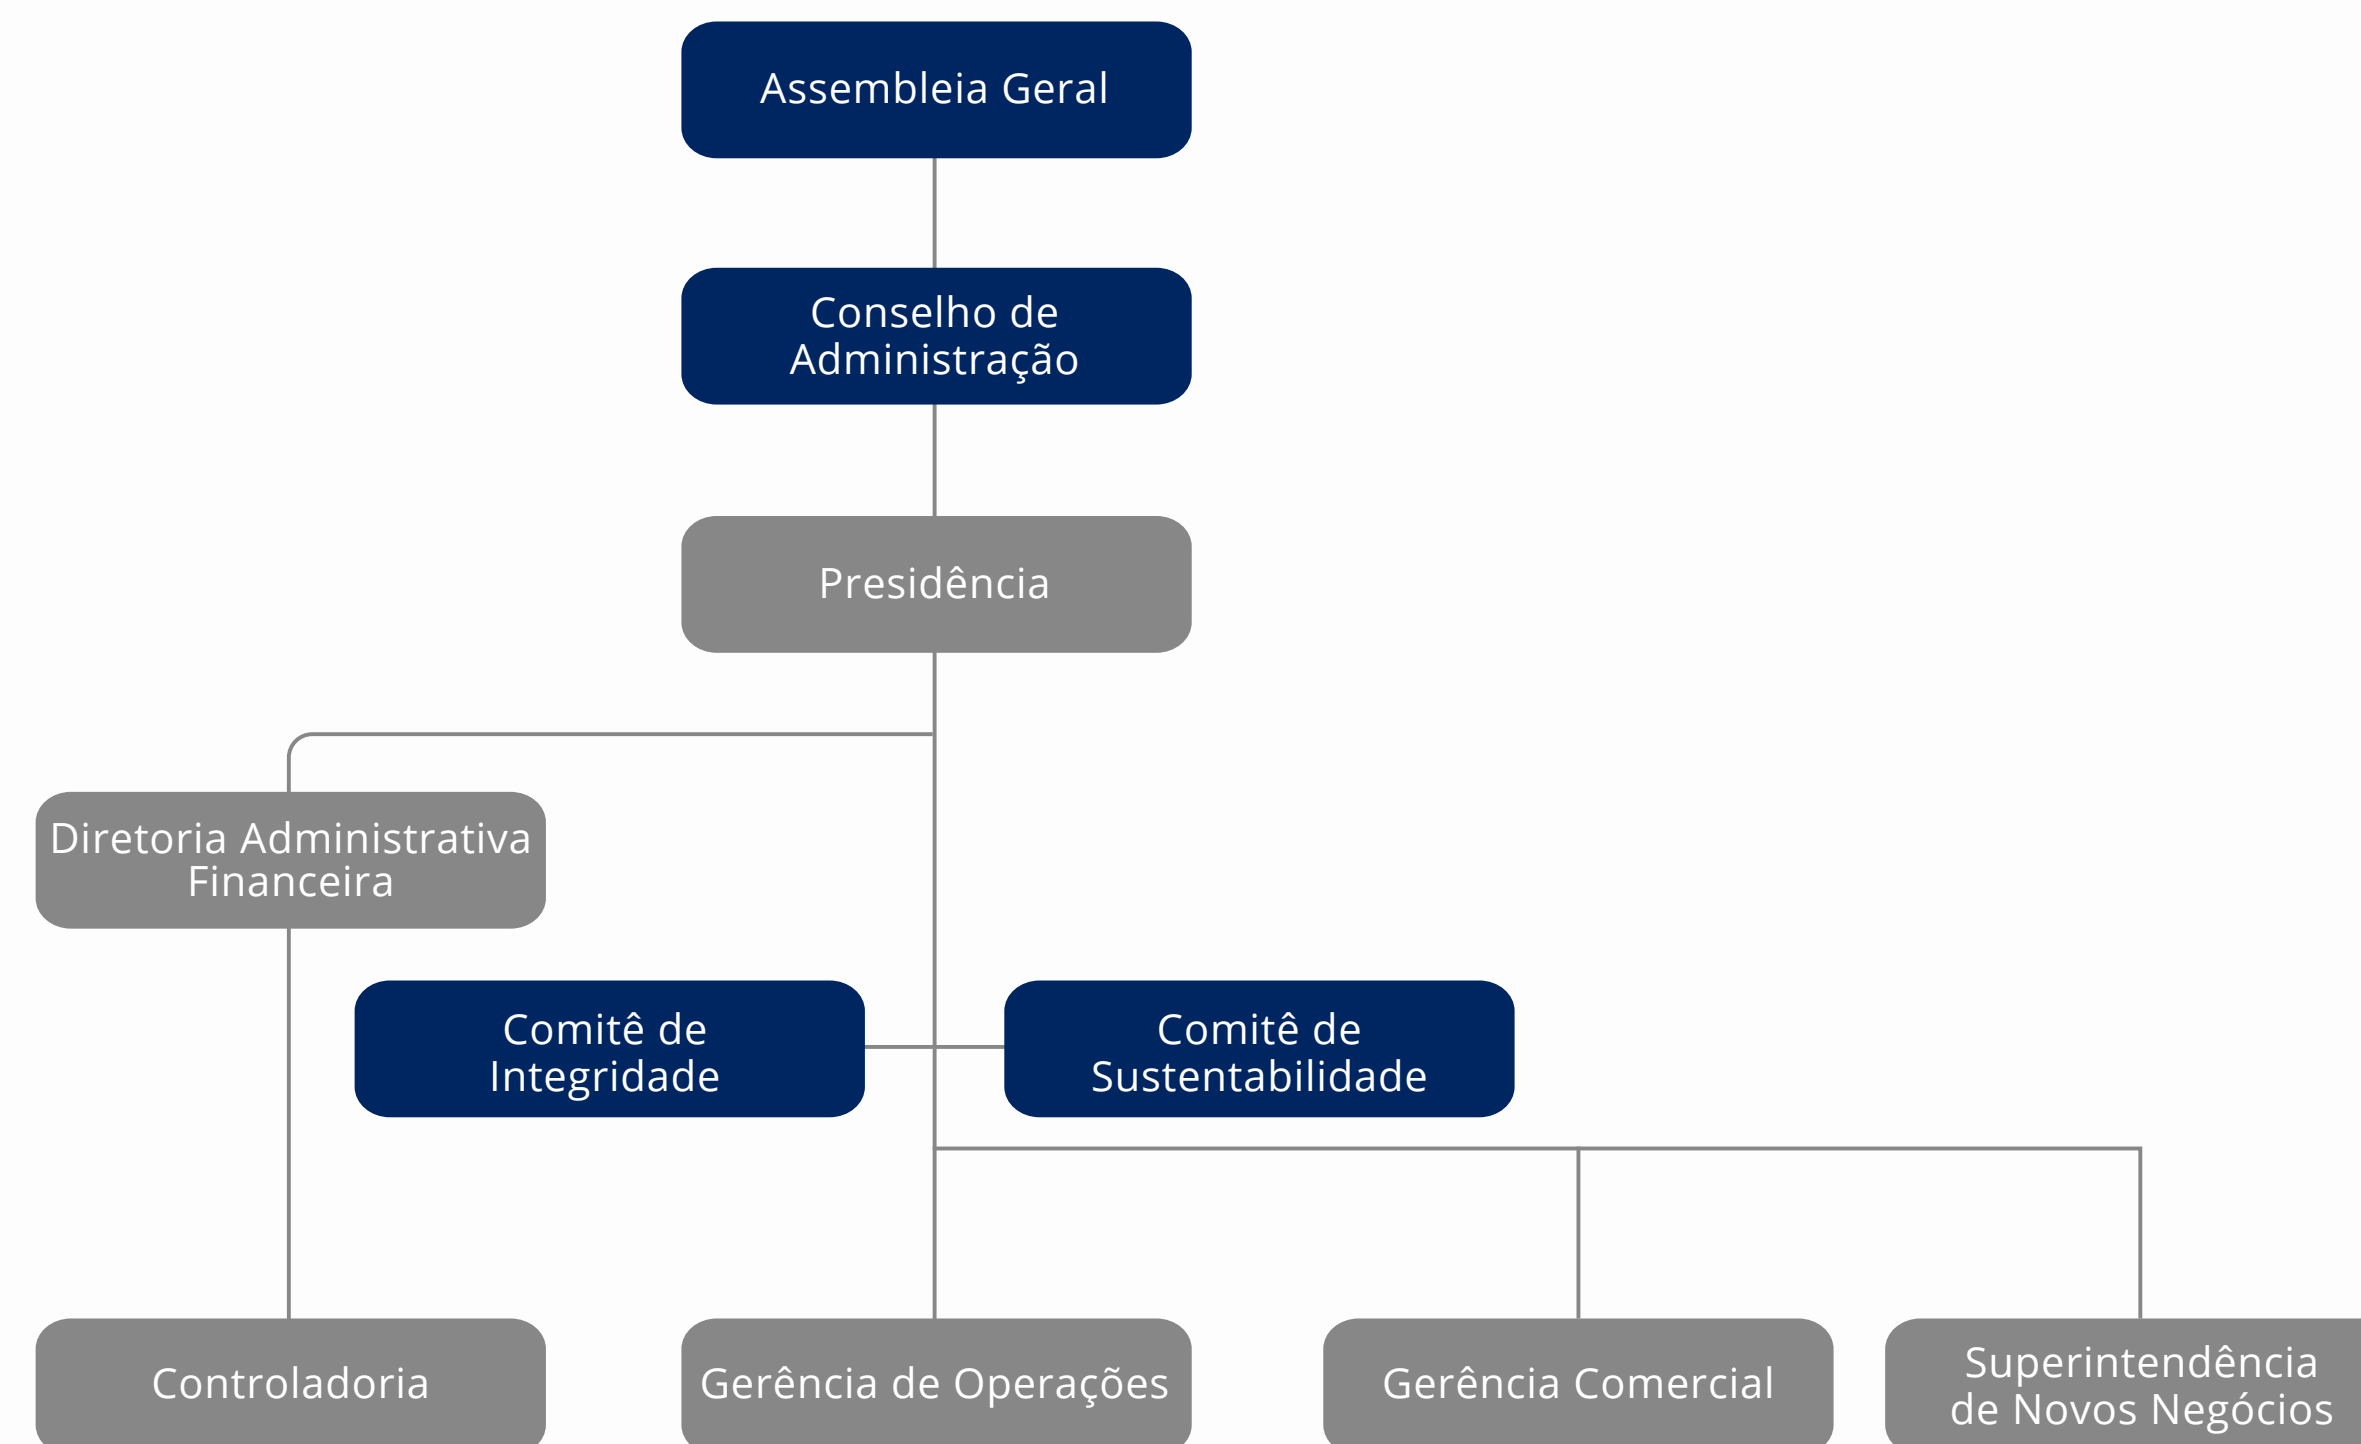 Assembleia Geral
Conselho de
Administração
Presidência
Diretoria Administrativa
Financeira
Comitê de
Integridade
Comitê de
Sustentabilidade
Controladoria
Gerência de Operações
Gerência Comercial
Superintendência
de Novos Negócios